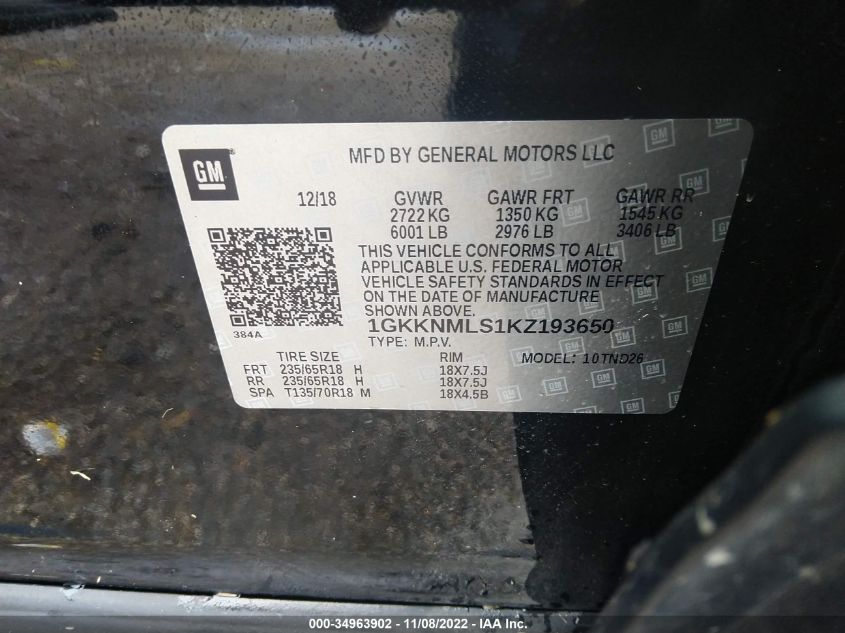 GM
MFD BY GENERAL MOTORS LLC
12/18 GVWR GAWR FRT GAWR RR
2722 KG 1350 KG 1545 KG
6001 LB 2976 LB 3406 LB
THIS VEHICLE CONFORMS TO ALL
APPLICABLE U.S. FEDERAL MOTOR
VEHICLE SAFETY STANDARDS IN EFFECT
ON THE DATE OF MANUFACTURE
SHOWN ABOVE.
384A
1GKKNMLS1KZ193650
TYPE: M.P.V. MODEL: 10TND26
TIRE SIZE RIM
FRT 235/65R18 H 18X7.5J
RR 235/65R18 H 18X7.5J
SPA T135/70R18 M 18X4.5B
000-34963902 - 11/08/2022 - IAA Inc.